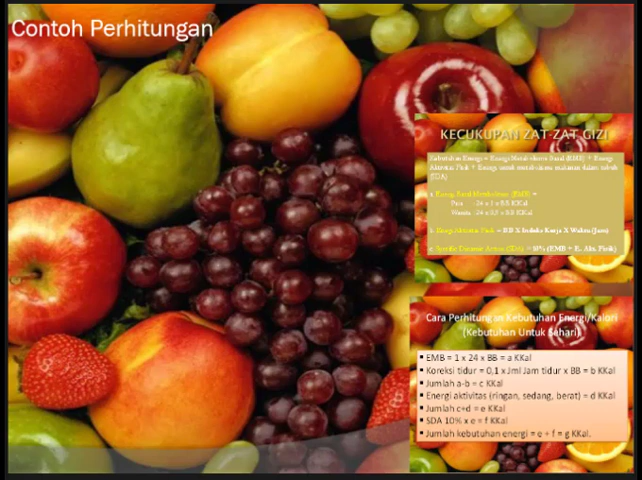 Contoh Perhitungan
KECUKUPAN ZAT-ZAT GIZI
Kebutuhan Energi = Energi Metabolisme Basal (EMB) + Energi
Aktivitas Fisik + Energi untuk metabolisme makanan dalam tubuh
(SDA)
Energi Basal Metabolisme (EMB) =
Pria : 24 x 1 x BB KKal
Wanita : 24 x 0,9 x BB KKal
Energi Aktivitas Fisik = BB X Indeks Kerja X Waktu (Jam)
Specific Dynamic Action (SDA) = 10% (EMB + E. Akt. Fisik)
Cara Perhitungan Kebutuhan Energi/Kalori
(Kebutuhan Untuk Sehari)
▪ EMB = 1 x 24 x BB = a KKal
▪ Koreksi tidur = 0,1 x Jml Jam tidur x BB = b KKal
▪ Jumlah a-b = c KKal
▪ Energi aktivitas (ringan, sedang, berat) = d KKal
▪ Jumlah c+d = e KKal
▪ SDA 10% x e = f KKal
▪ Jumlah kebutuhan energi = e + f = g KKal.